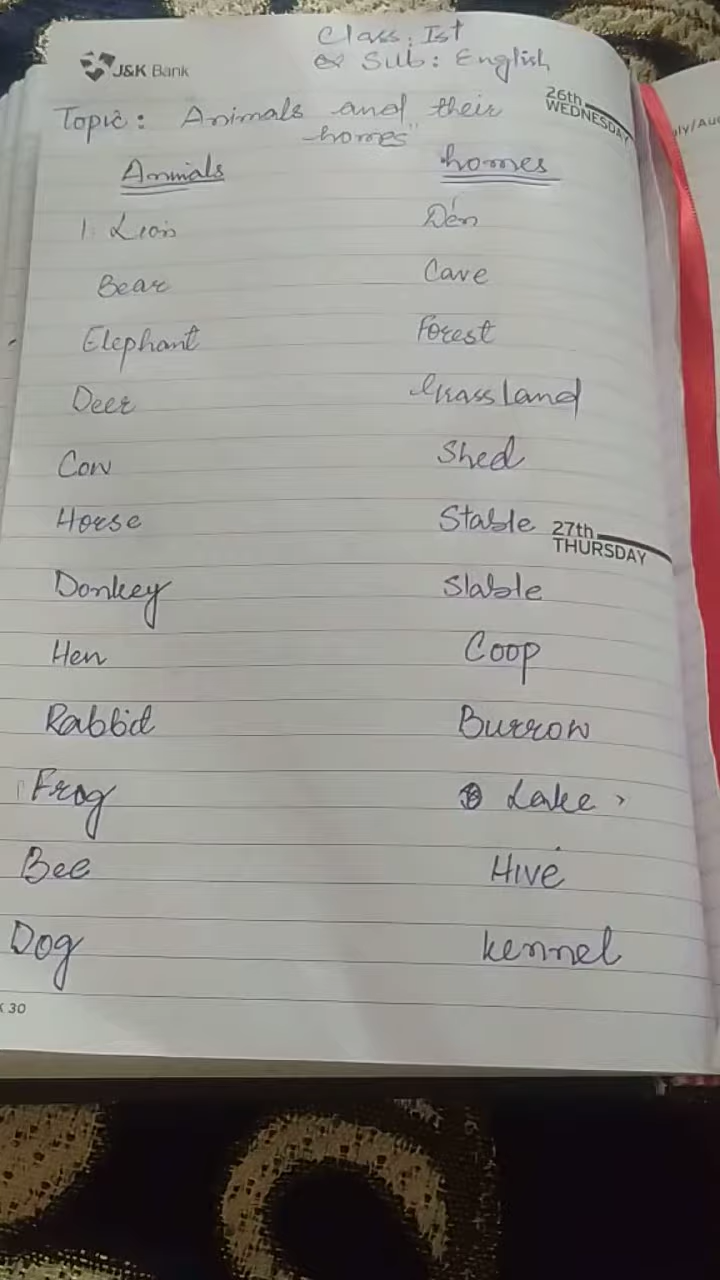 Class: Ist
J&K Bank
Sub: English
26th
WEDNESDAY
Topic: Animals and their
homes"
Animals homes
1. Lion Den
Bear Cave
Elephant Forest
Deer GrassLand
Cow Shed
Horse Stable
27th
THURSDAY
Donkey Stable
Hen Coop
Rabbit Burrow
Frog Lake
Bee Hive
Dog kennel
30